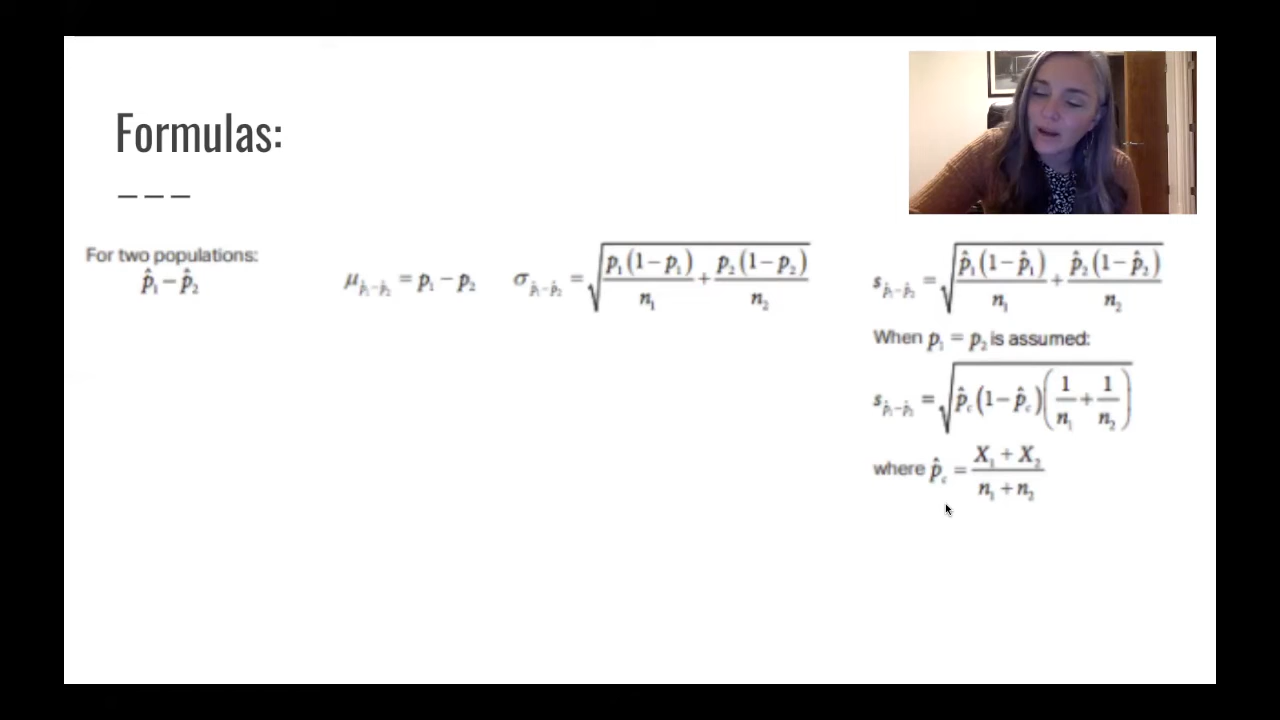 Formulas:
For two populations:
p̂₁ − p̂₂
μ_{p̂₁−p̂₂} = p₁ − p₂
σ_{p̂₁−p̂₂} = √( p₁(1−p₁)/n₁ + p₂(1−p₂)/n₂ )
s_{p̂₁−p̂₂} = √( p̂₁(1−p̂₁)/n₁ + p̂₂(1−p̂₂)/n₂ )
When p₁ = p₂ is assumed:
s_{p̂₁−p̂₂} = √( p̂_c(1−p̂_c)(1/n₁ + 1/n₂) )
where p̂_c = (X₁ + X₂)/(n₁ + n₂)